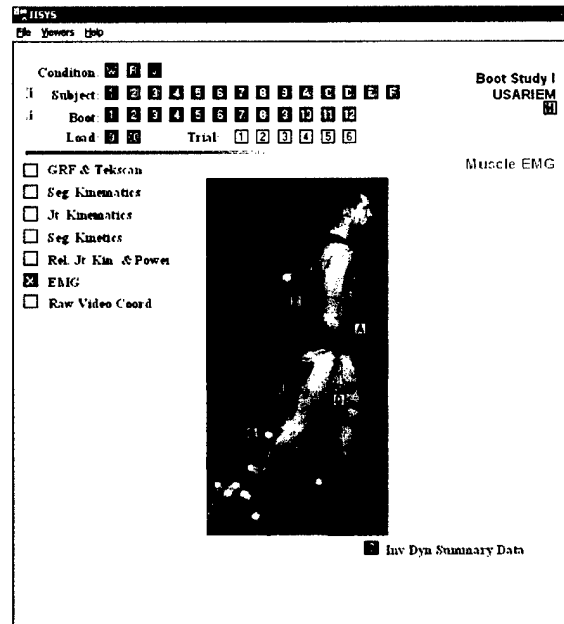 IISYS
File Viewers Help
Condition: W R
Subject: 1 2 3 4 5 6 7 8 9 A C D E F
Boot: 1 2 3 4 5 6 7 8 9 10 11 12
Load: Trial: 1 2 3 4 5 6
Boot Study I
USARIEM
Muscle EMG
GRF & Tekscan
Seg Kinematics
Jt Kinematics
Seg Kinetics
Rel. Jt Kin & Power
EMG
Raw Video Coord
A
Inv Dyn Summary Data